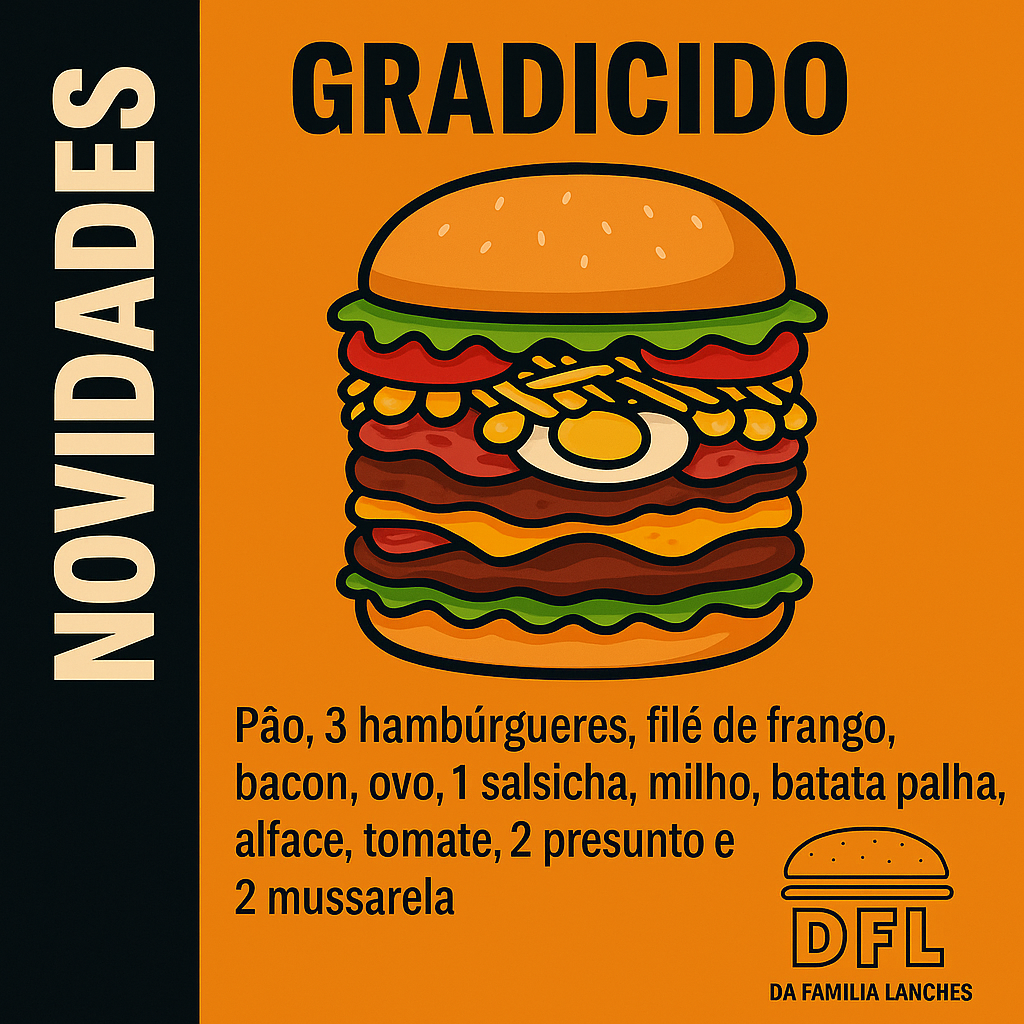 NOVIDADES
GRADICIDO
Pâo, 3 hambúrgueres, filé de frango,
bacon, ovo, 1 salsicha, milho, batata palha,
alface, tomate, 2 presunto e
2 mussarela
DFL
DA FAMILIA LANCHES